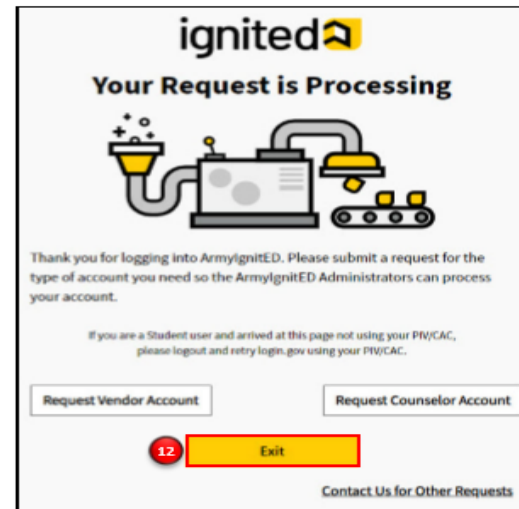 ignited
Your Request is Processing
Thank you for logging into ArmyIgnitED. Please submit a request for the
type of account you need so the ArmyIgnitED Administrators can process
your account.
If you are a Student user and arrived at this page not using your PIV/CAC,
please logout and retry login.gov using your PIV/CAC.
Request Vendor Account
Request Counselor Account
12
Exit
Contact Us for Other Requests